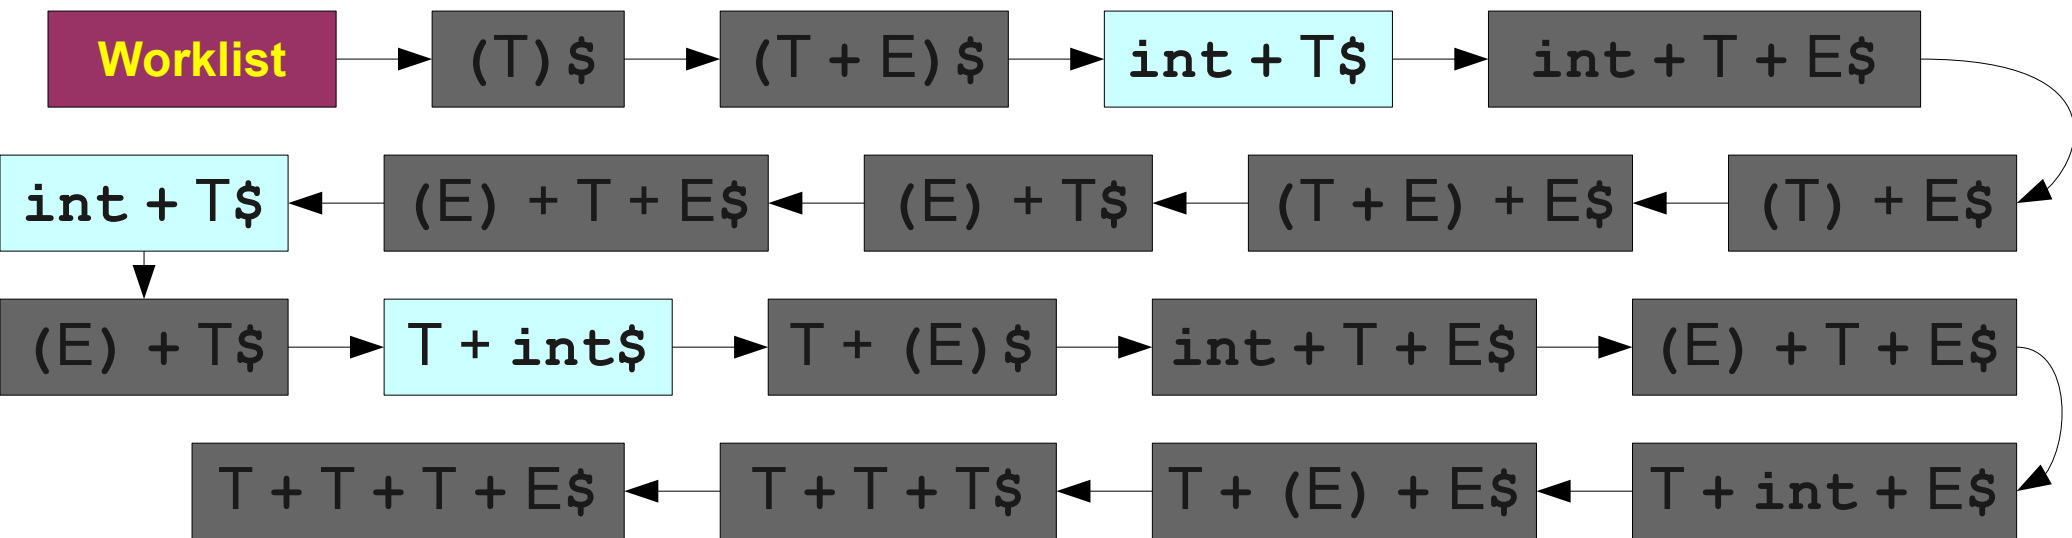 Worklist (T)$ (T + E)$ int + T$ int + T + E$
int + T$ (E) + T + E$ (E) + T$ (T + E) + E$ (T) + E$
(E) + T$ T + int$ T + (E)$ int + T + E$ (E) + T + E$
T + T + T + E$ T + T + T$ T + (E) + E$ T + int + E$